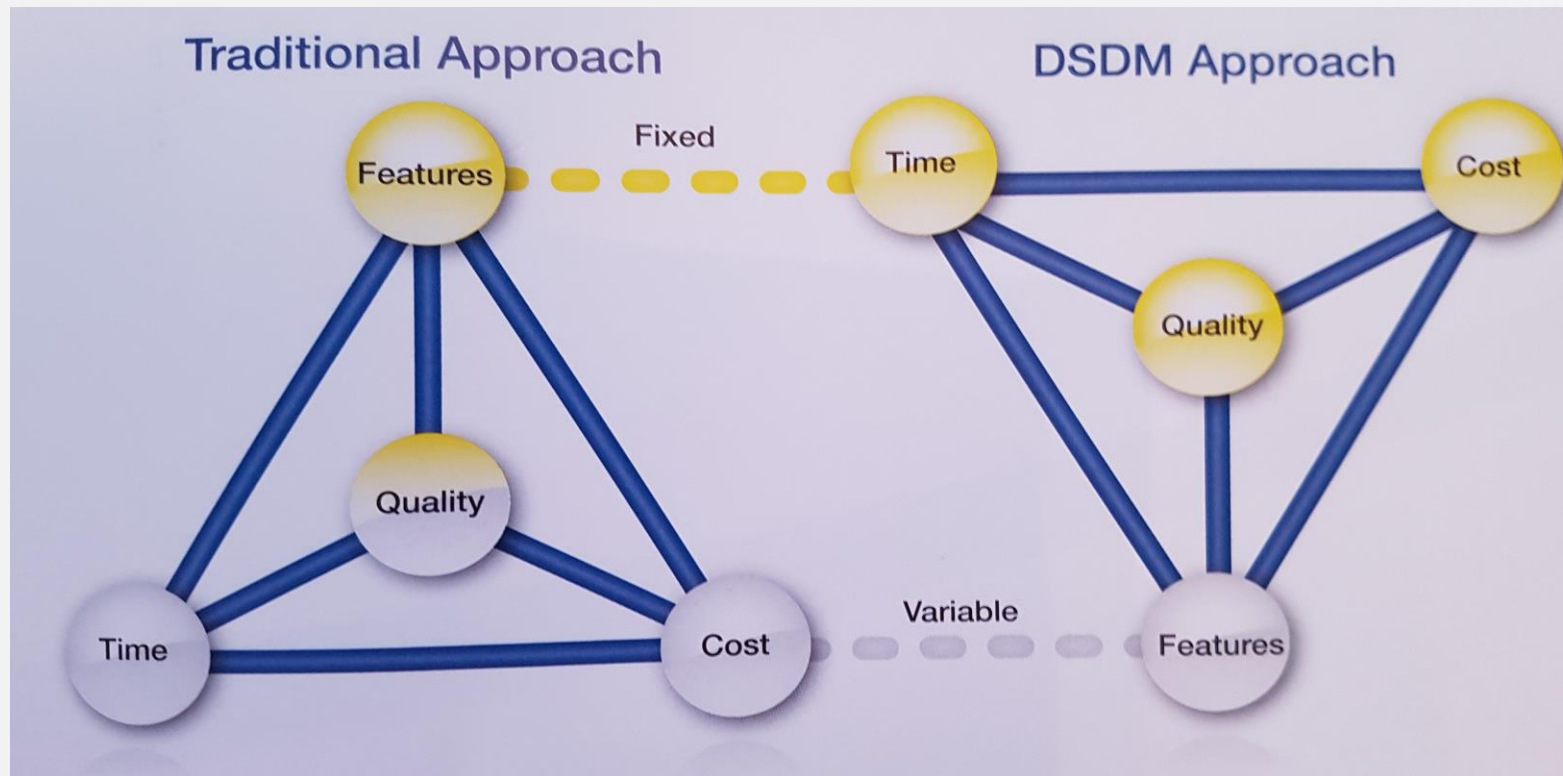 Traditional Approach
DSDM Approach
Features
Fixed
Time
Cost
Quality
Quality
Time
Cost
Variable
Features